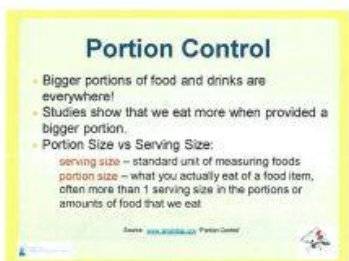 Portion Control
Bigger portions of food and drinks are
everywhere!
Studies show that we eat more when provided a
bigger portion.
Portion Size vs Serving Size:
serving size – standard unit of measuring foods
portion size – what you actually eat of a food item,
often more than 1 serving size in the portions or
amounts of food that we eat
Portion Control